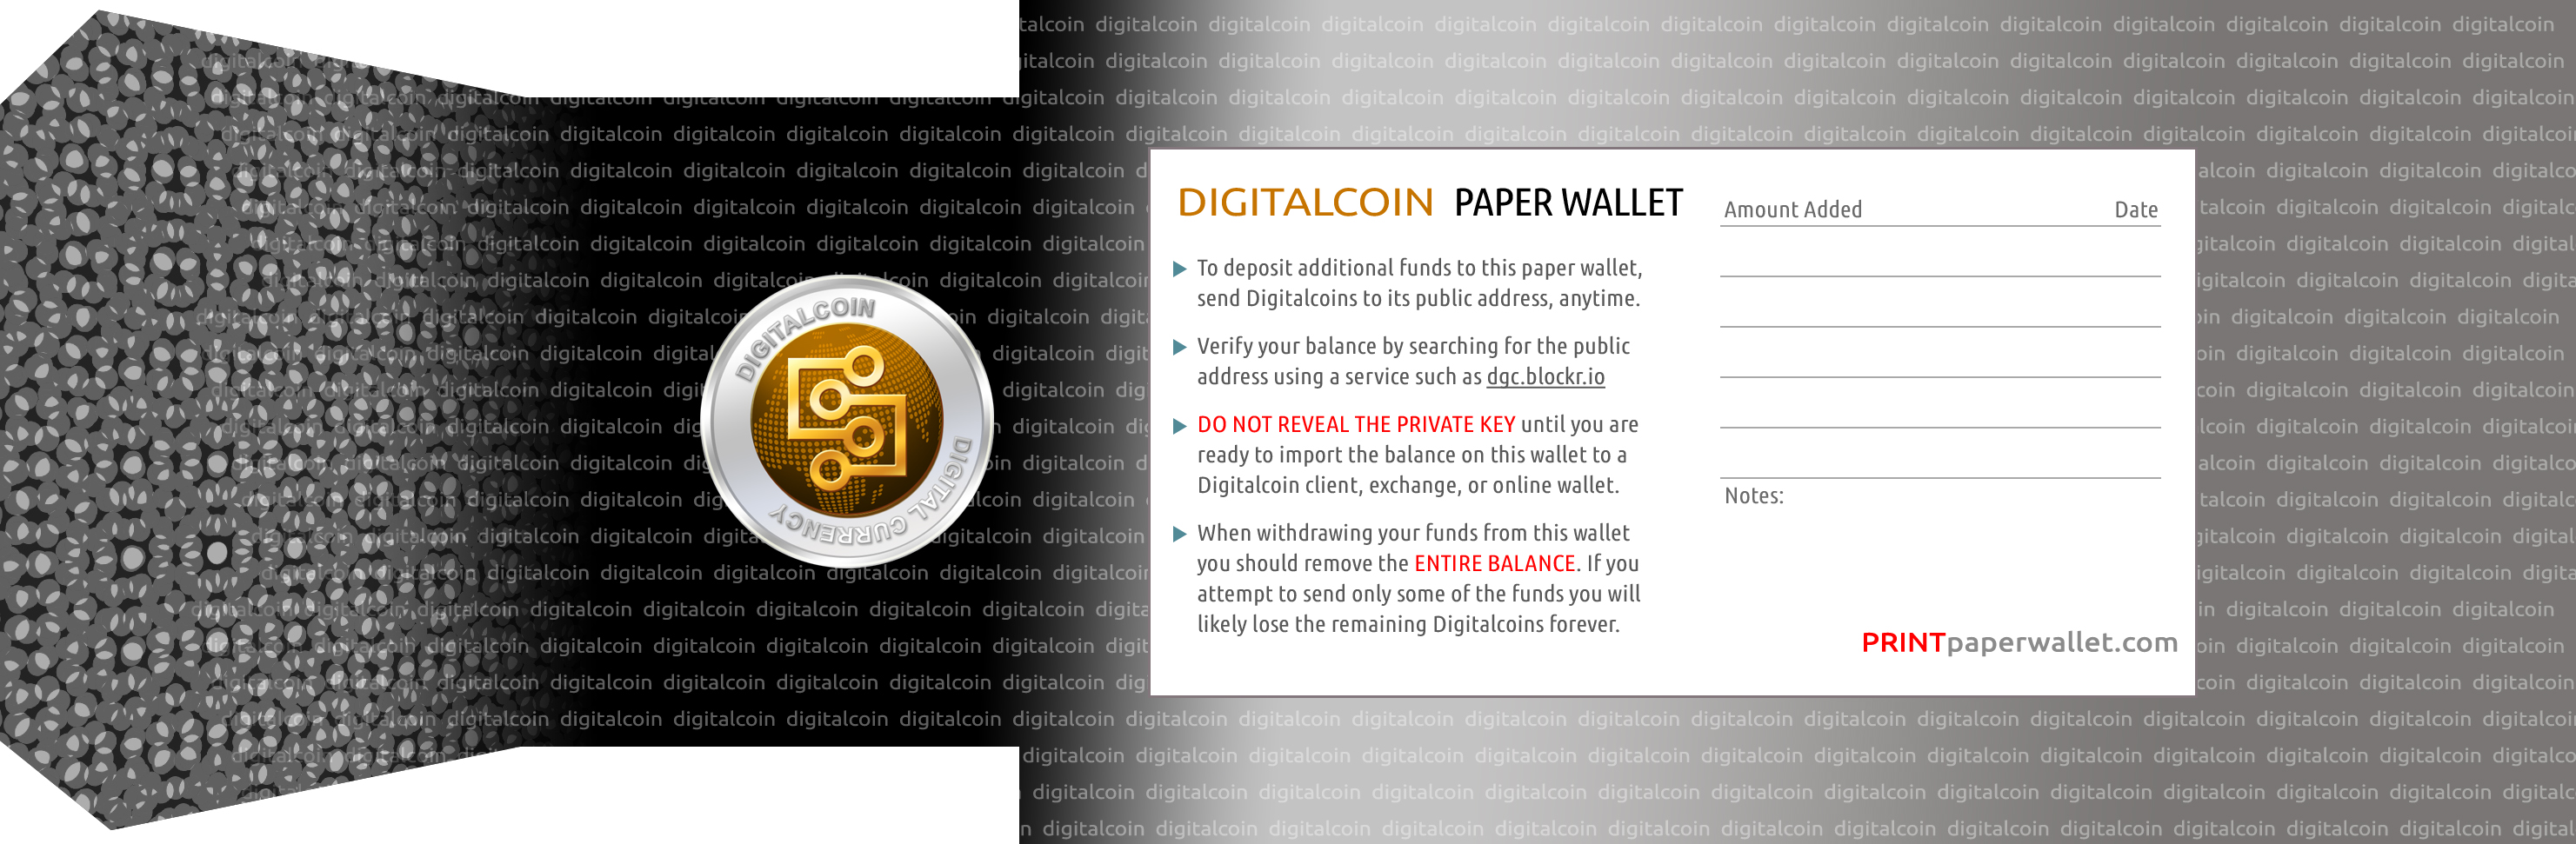 DIGITALCOIN
DIGITAL CURRENCY
DIGITALCOIN PAPER WALLET
To deposit additional funds to this paper wallet,
send Digitalcoins to its public address, anytime.
Verify your balance by searching for the public
address using a service such as dgc.blockr.io
DO NOT REVEAL THE PRIVATE KEY until you are
ready to import the balance on this wallet to a
Digitalcoin client, exchange, or online wallet.
When withdrawing your funds from this wallet
you should remove the ENTIRE BALANCE. If you
attempt to send only some of the funds you will
likely lose the remaining Digitalcoins forever.
Amount Added Date
Notes:
PRINTpaperwallet.com